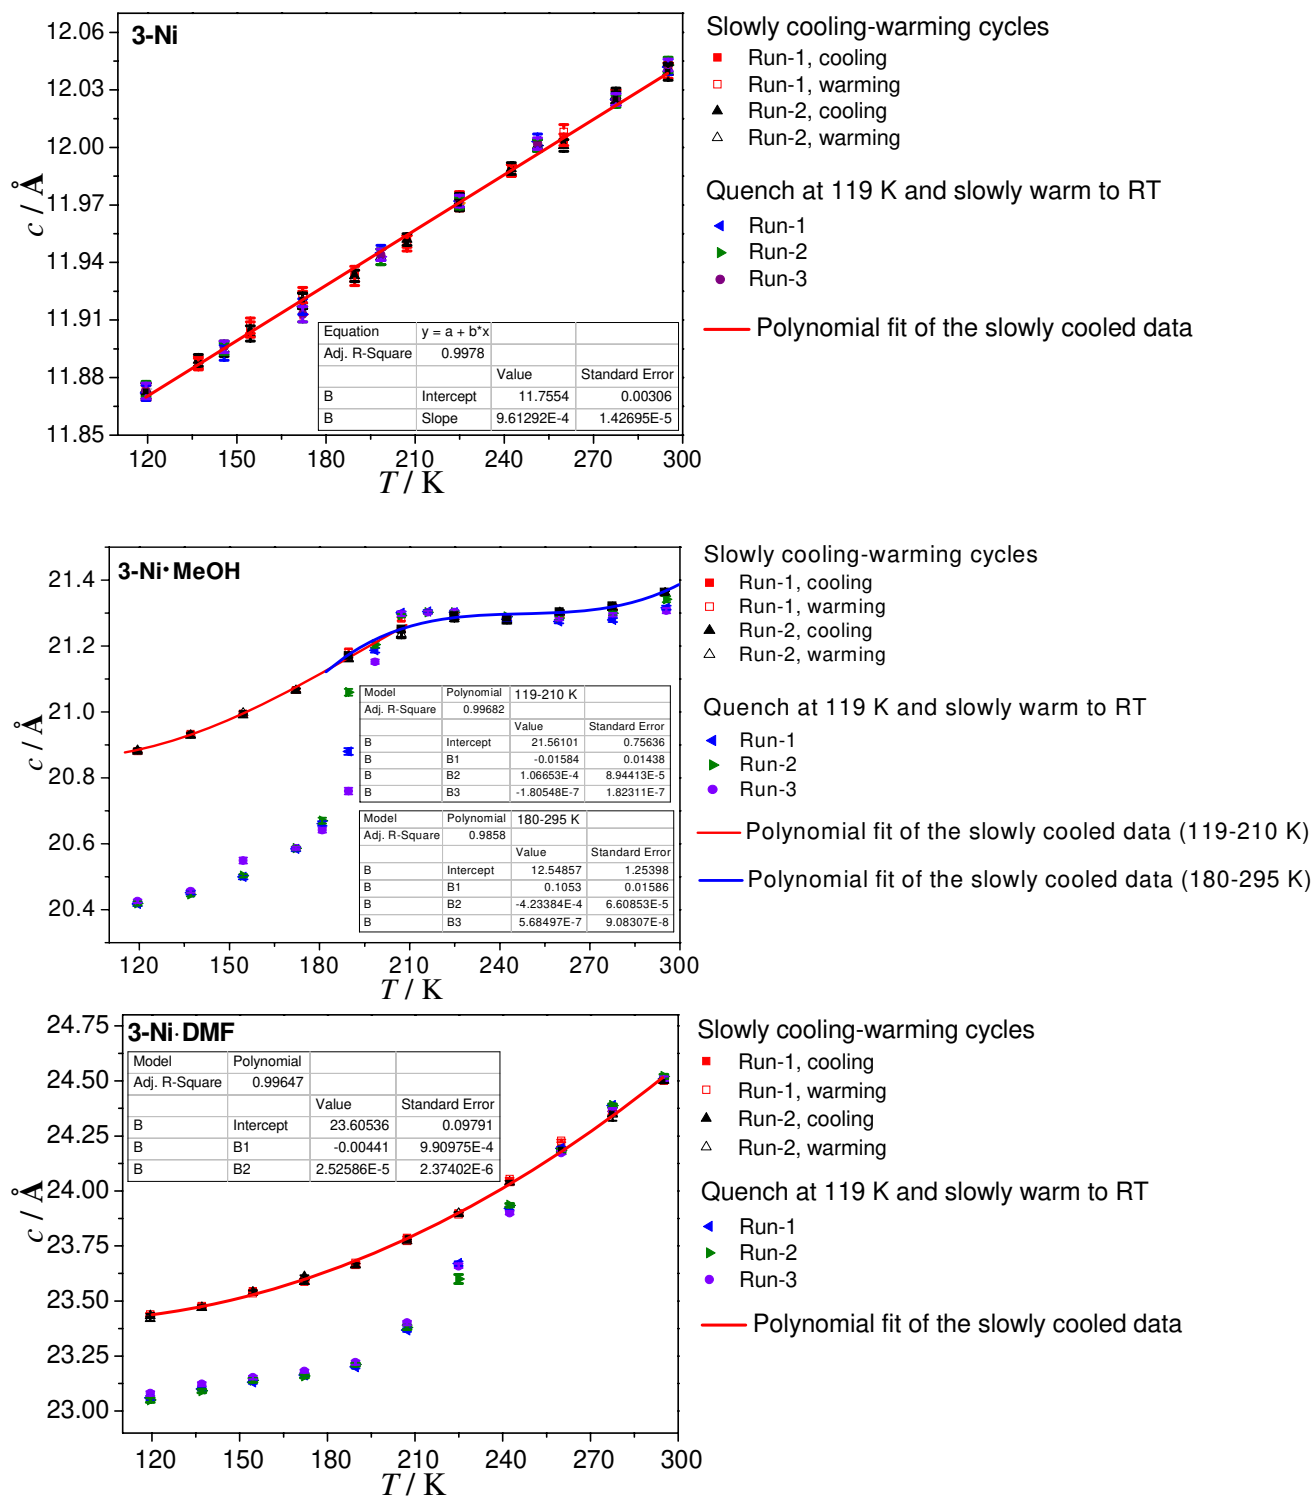 3-Ni
12.06
12.03
12.00
11.97
11.94
11.91
11.88
11.85
c / Å
Equation y = a + b*x
Adj. R-Square 0.9978
Value Standard Error
B Intercept 11.7554 0.00306
B Slope 9.61292E-4 1.42695E-5
120 150 180 210 240 270 300
T / K
Slowly cooling-warming cycles
Run-1, cooling
Run-1, warming
Run-2, cooling
Run-2, warming
Quench at 119 K and slowly warm to RT
Run-1
Run-2
Run-3
Polynomial fit of the slowly cooled data
3-Ni·MeOH
21.4
21.2
21.0
20.8
20.6
20.4
c / Å
Model Polynomial 119-210 K
Adj. R-Square 0.99682
Value Standard Error
B Intercept 21.56101 0.75636
B B1 -0.01584 0.01438
B B2 1.06653E-4 8.94413E-5
B B3 -1.80548E-7 1.82311E-7
Model Polynomial 180-295 K
Adj. R-Square 0.9858
Value Standard Error
B Intercept 12.54857 1.25398
B B1 0.1053 0.01586
B B2 -4.23384E-4 6.60853E-5
B B3 5.68497E-7 9.08307E-8
120 150 180 210 240 270 300
T / K
Slowly cooling-warming cycles
Run-1, cooling
Run-1, warming
Run-2, cooling
Run-2, warming
Quench at 119 K and slowly warm to RT
Run-1
Run-2
Run-3
Polynomial fit of the slowly cooled data (119-210 K)
Polynomial fit of the slowly cooled data (180-295 K)
3-Ni·DMF
24.75
24.50
24.25
24.00
23.75
23.50
23.25
23.00
c / Å
Model Polynomial
Adj. R-Square 0.99647
Value Standard Error
B Intercept 23.60536 0.09791
B B1 -0.00441 9.90975E-4
B B2 2.52586E-5 2.37402E-6
120 150 180 210 240 270 300
T / K
Slowly cooling-warming cycles
Run-1, cooling
Run-1, warming
Run-2, cooling
Run-2, warming
Quench at 119 K and slowly warm to RT
Run-1
Run-2
Run-3
Polynomial fit of the slowly cooled data